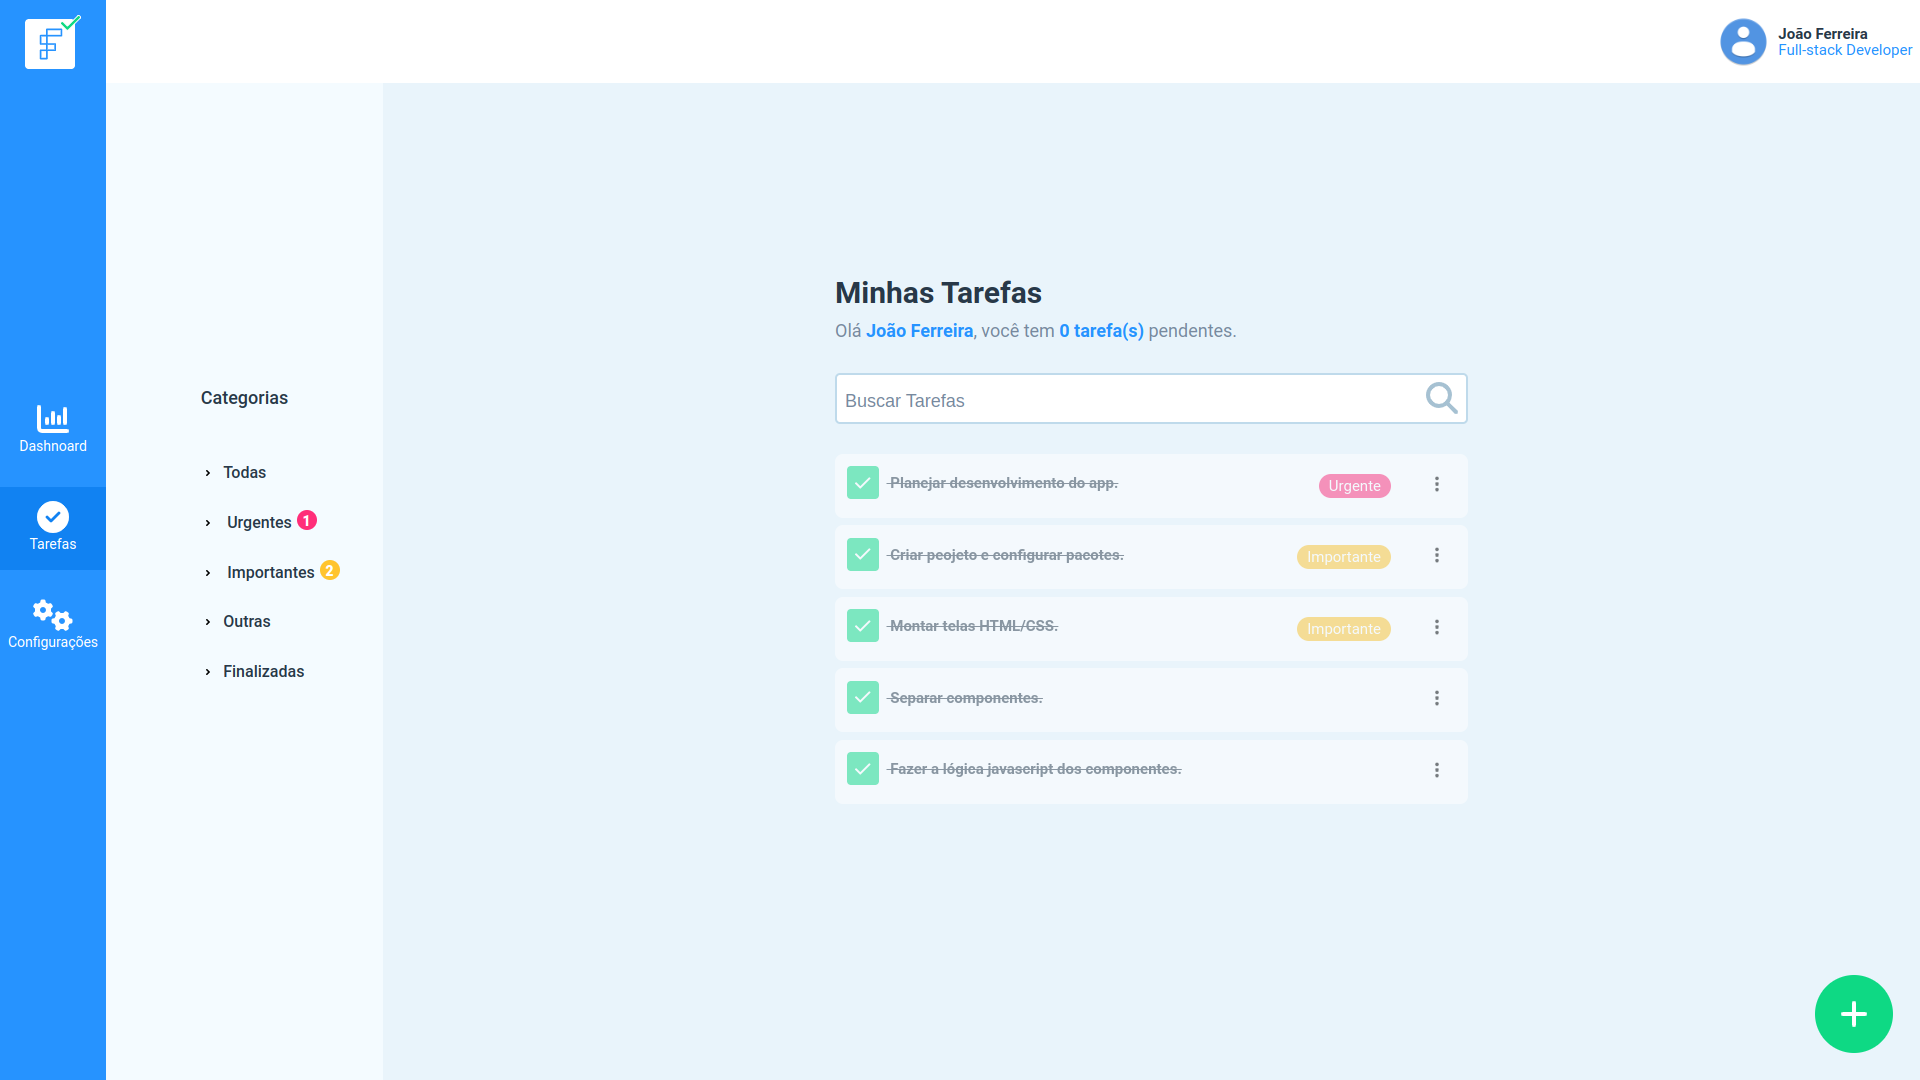 João Ferreira
Full-stack Developer
Dashnoard
Tarefas
Configurações
Categorias
Todas
Urgentes 1
Importantes 2
Outras
Finalizadas
Minhas Tarefas
Olá João Ferreira, você tem 0 tarefa(s) pendentes.
Buscar Tarefas
Planejar desenvolvimento do app. Urgente
Criar peojeto e configurar pacotes. Importante
Montar telas HTML/CSS. Importante
Separar componentes.
Fazer a lógica javascript dos componentes.